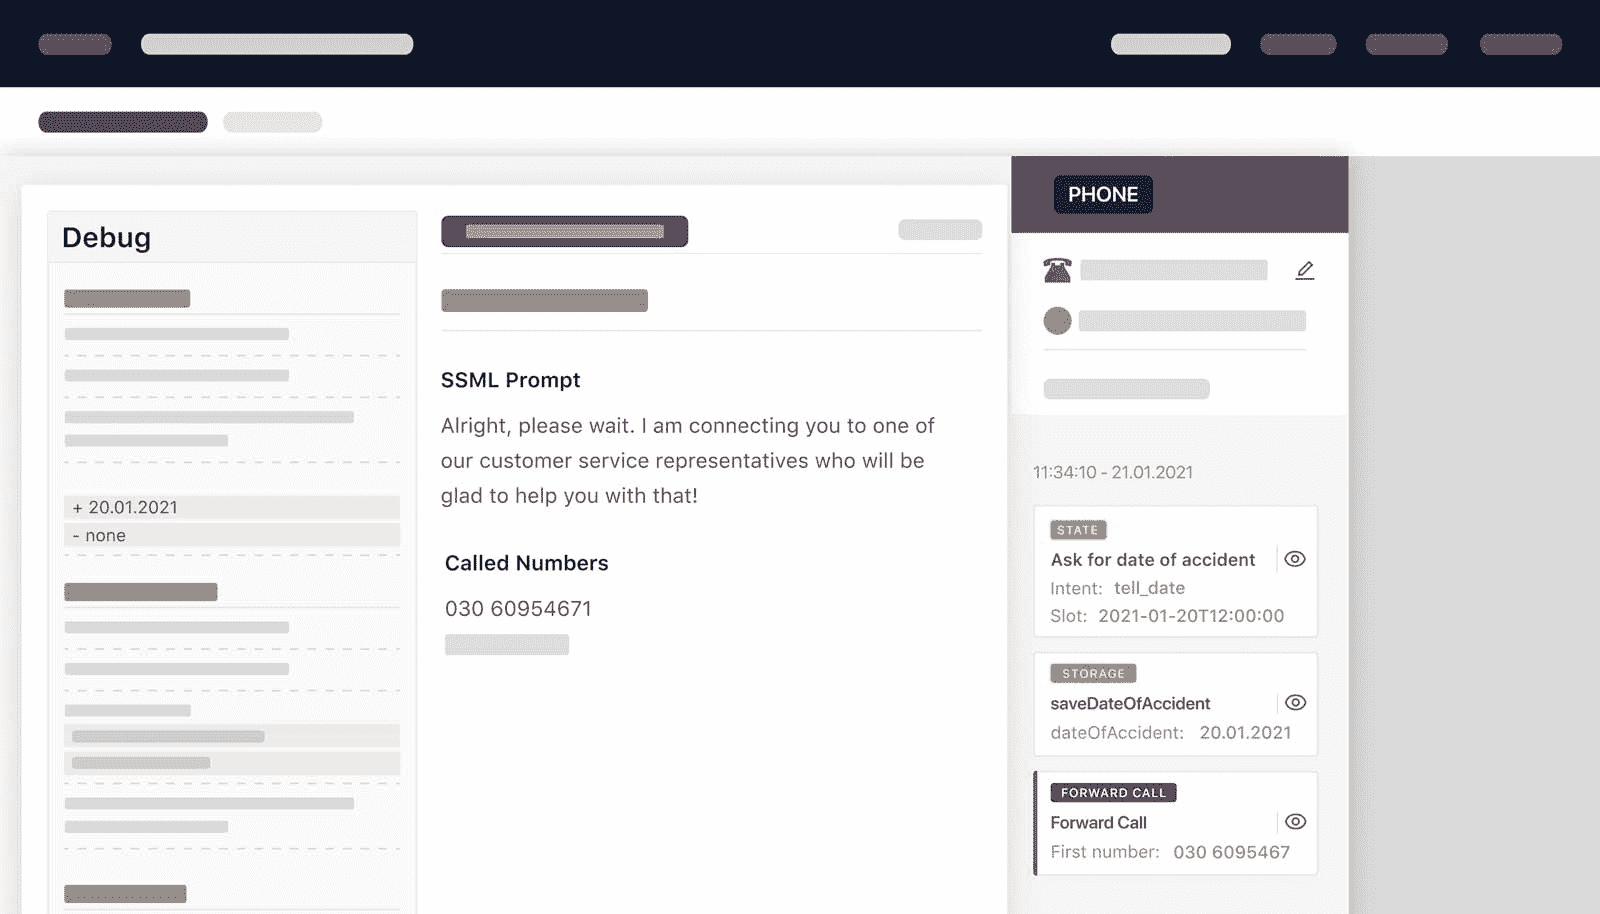 Debug
+ 20.01.2021
- none
SSML Prompt
Alright, please wait. I am connecting you to one of
our customer service representatives who will be
glad to help you with that!
Called Numbers
030 60954671
PHONE
11:34:10 - 21.01.2021
STATE
Ask for date of accident
Intent: tell_date
Slot: 2021-01-20T12:00:00
STORAGE
saveDateOfAccident
dateOfAccident: 20.01.2021
FORWARD CALL
Forward Call
First number: 030 6095467